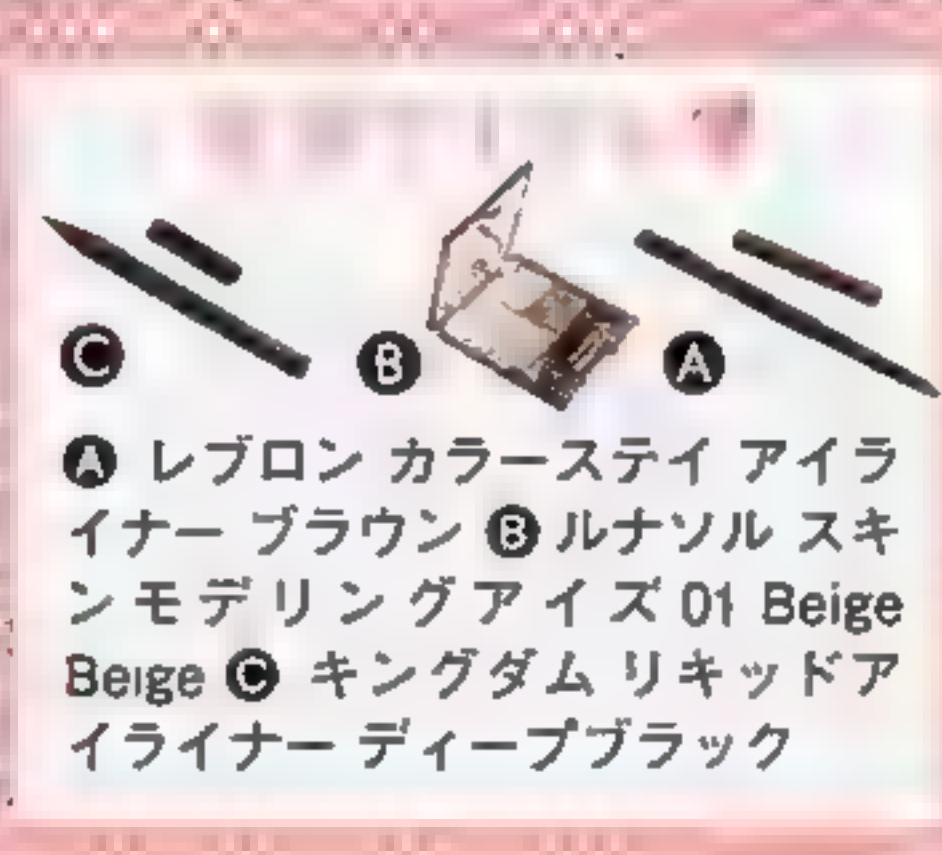 C
B
A
A レブロン カラーステイ アイラ
イナー ブラウン B ルナソル スキ
ンモデリングアイズ 01 Beige
Beige C キングダム リキッドア
イライナー ディープブラック